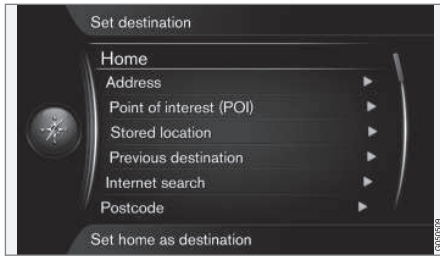 Set destination
Home
Address
Point of interest (POI)
Stored location
Previous destination
Internet search
Postcode
Set home as destination
G050509